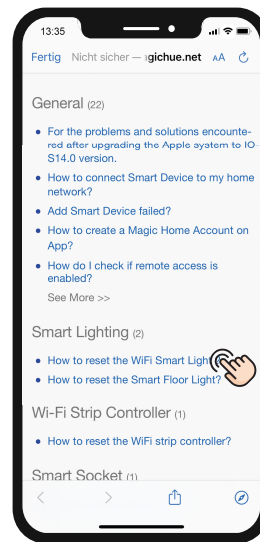 13:35
Fertig Nicht sicher — agichue.net AA
General (22)
For the problems and solutions encounte-
red after upgrading the Apple system to IO-
S14.0 version.
How to connect Smart Device to my home
network?
Add Smart Device failed?
How to create a Magic Home Account on
App?
How do I check if remote access is
enabled?
See More >>
Smart Lighting (2)
How to reset the WiFi Smart Light
How to reset the Smart Floor Light?
Wi-Fi Strip Controller (1)
How to reset the WiFi strip controller?
Smart Socket (1)